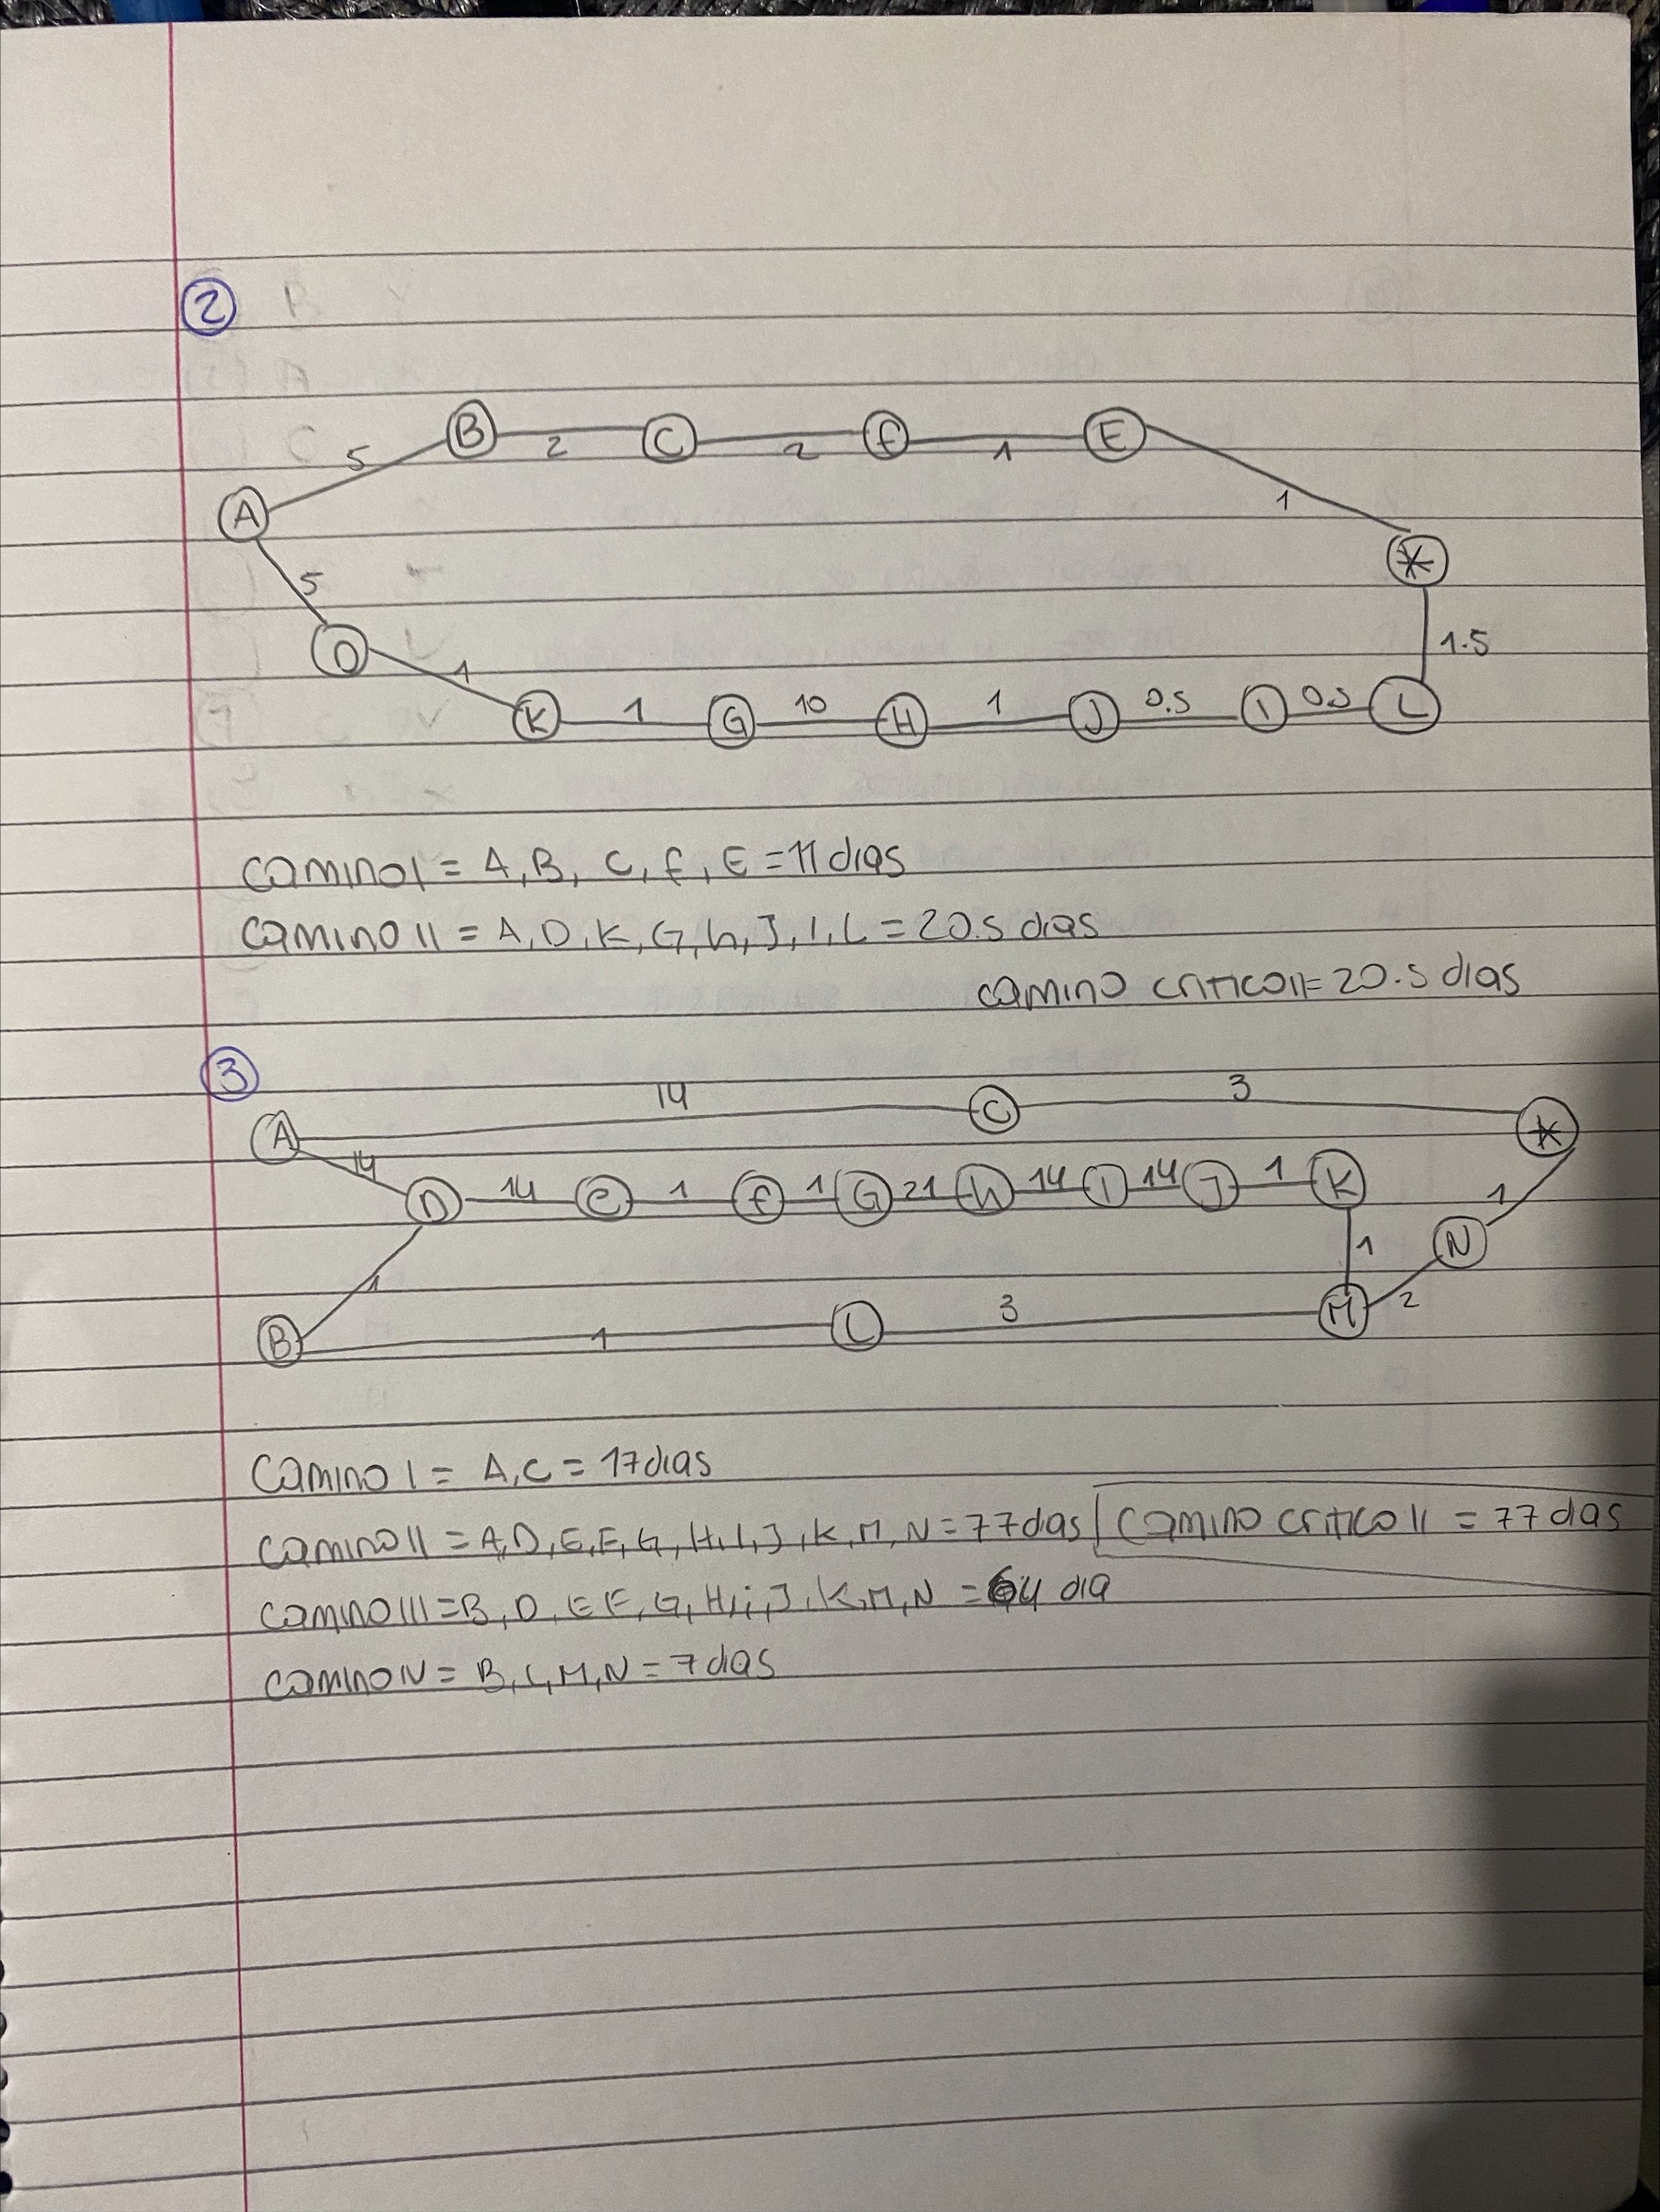 2
B C f E
5 2 2 1 1
A *
5 1.5
D K G H J I L
1 1 10 1 0.5 0.5
camino I = A, B, C, f, E = 11 dias
camino II = A, D, K, G, h, J, I, L = 20.5 dias
camino critico II = 20.5 dias
3
A 14 C 3 *
14
D 14 e 1 f 1 G 21 h 14 I 14 J 1 K
1 1 N 1
B 1 L 3 M 2
camino I = A, C = 17 dias
camino II = A, D, E, F, G, H, I, J, K, M, N = 77 dias camino critico II = 77 dias
camino III = B, D, E F, G, H, i, J, K, M, N = 64 dia
camino IV = B, L, M, N = 7 dias